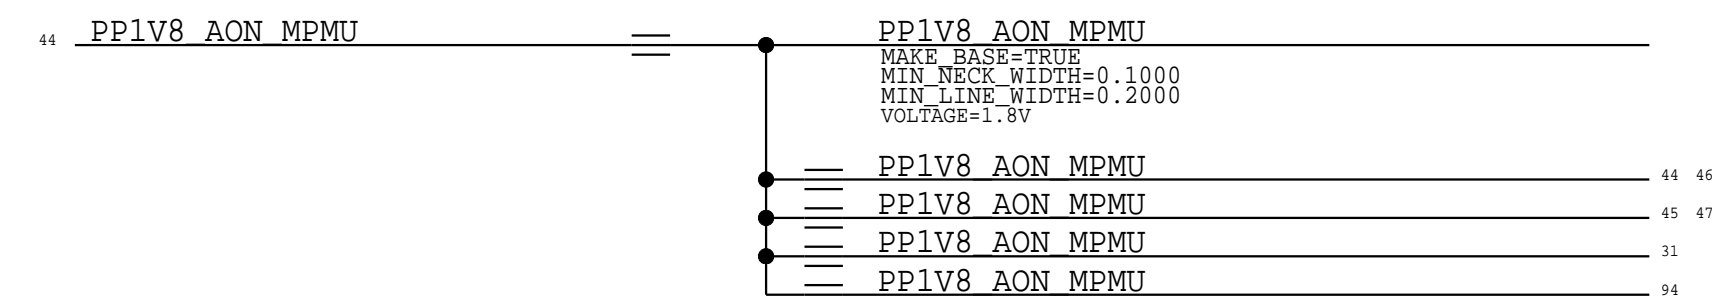 44 PP1V8_AON_MPMU PP1V8_AON_MPMU
MAKE_BASE=TRUE
MIN_NECK_WIDTH=0.1000
MIN_LINE_WIDTH=0.2000
VOLTAGE=1.8V
PP1V8_AON_MPMU 44 46
PP1V8_AON_MPMU 45 47
PP1V8_AON_MPMU 31
PP1V8_AON_MPMU 94